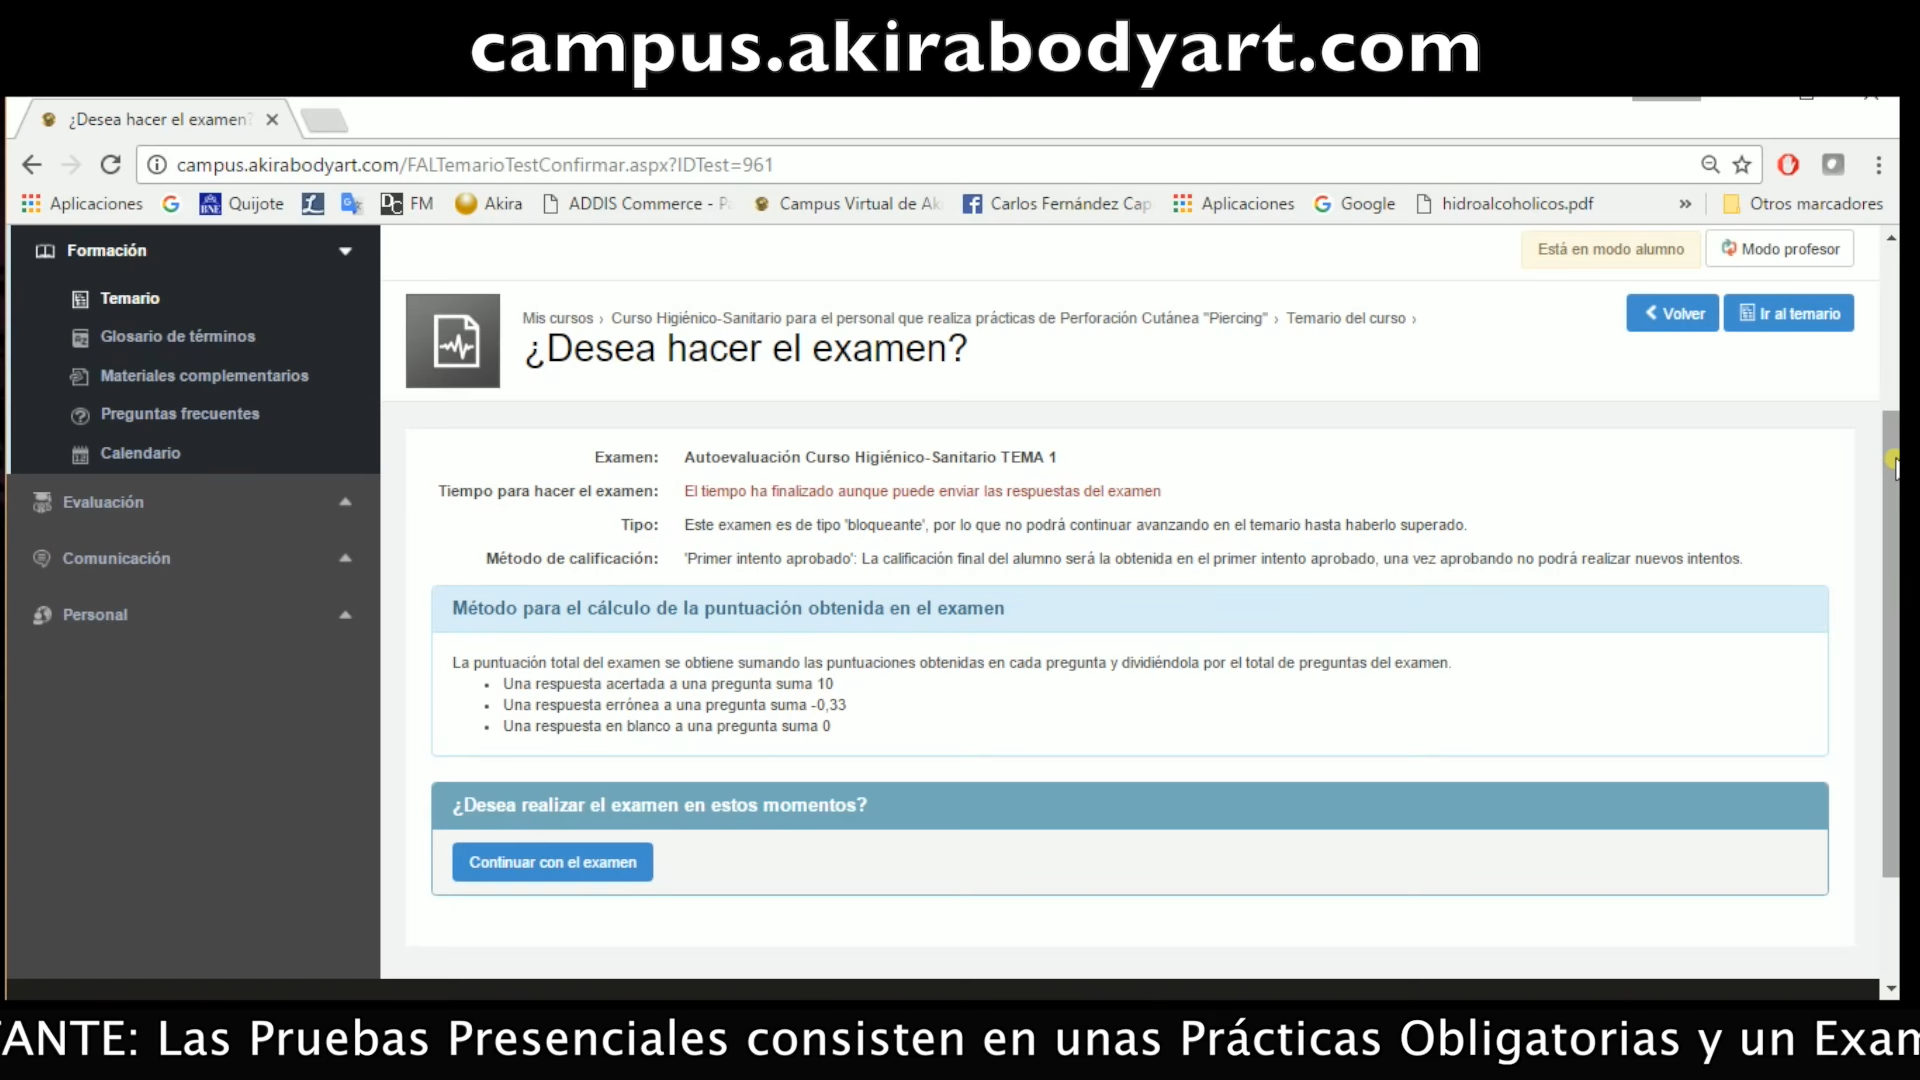 campus.akirabodyart.com
¿Desea hacer el examen?
campus.akirabodyart.com/FALTemarioTestConfirmar.aspx?IDTest=961
Aplicaciones Quijote FM Akira ADDIS Commerce - Campus Virtual de Carlos Fernández Cap Aplicaciones Google hidroalcoholicos.pdf » Otros marcadores
Formación
Está en modo alumno Modo profesor
Temario
Glosario de términos
Materiales complementarios
Preguntas frecuentes
Calendario
Evaluación
Comunicación
Personal
Mis cursos › Curso Higiénico-Sanitario para el personal que realiza prácticas de Perforación Cutánea "Piercing" › Temario del curso ›
Volver Ir al temario
¿Desea hacer el examen?
Examen: Autoevaluación Curso Higiénico-Sanitario TEMA 1
Tiempo para hacer el examen: El tiempo ha finalizado aunque puede enviar las respuestas del examen
Tipo: Este examen es de tipo 'bloqueante', por lo que no podrá continuar avanzando en el temario hasta haberlo superado.
Método de calificación: 'Primer intento aprobado': La calificación final del alumno será la obtenida en el primer intento aprobado, una vez aprobando no podrá realizar nuevos intentos.
Método para el cálculo de la puntuación obtenida en el examen
La puntuación total del examen se obtiene sumando las puntuaciones obtenidas en cada pregunta y dividiéndola por el total de preguntas del examen.
• Una respuesta acertada a una pregunta suma 10
• Una respuesta errónea a una pregunta suma -0,33
• Una respuesta en blanco a una pregunta suma 0
¿Desea realizar el examen en estos momentos?
Continuar con el examen
ANTE: Las Pruebas Presenciales consisten en unas Prácticas Obligatorias y un Exam